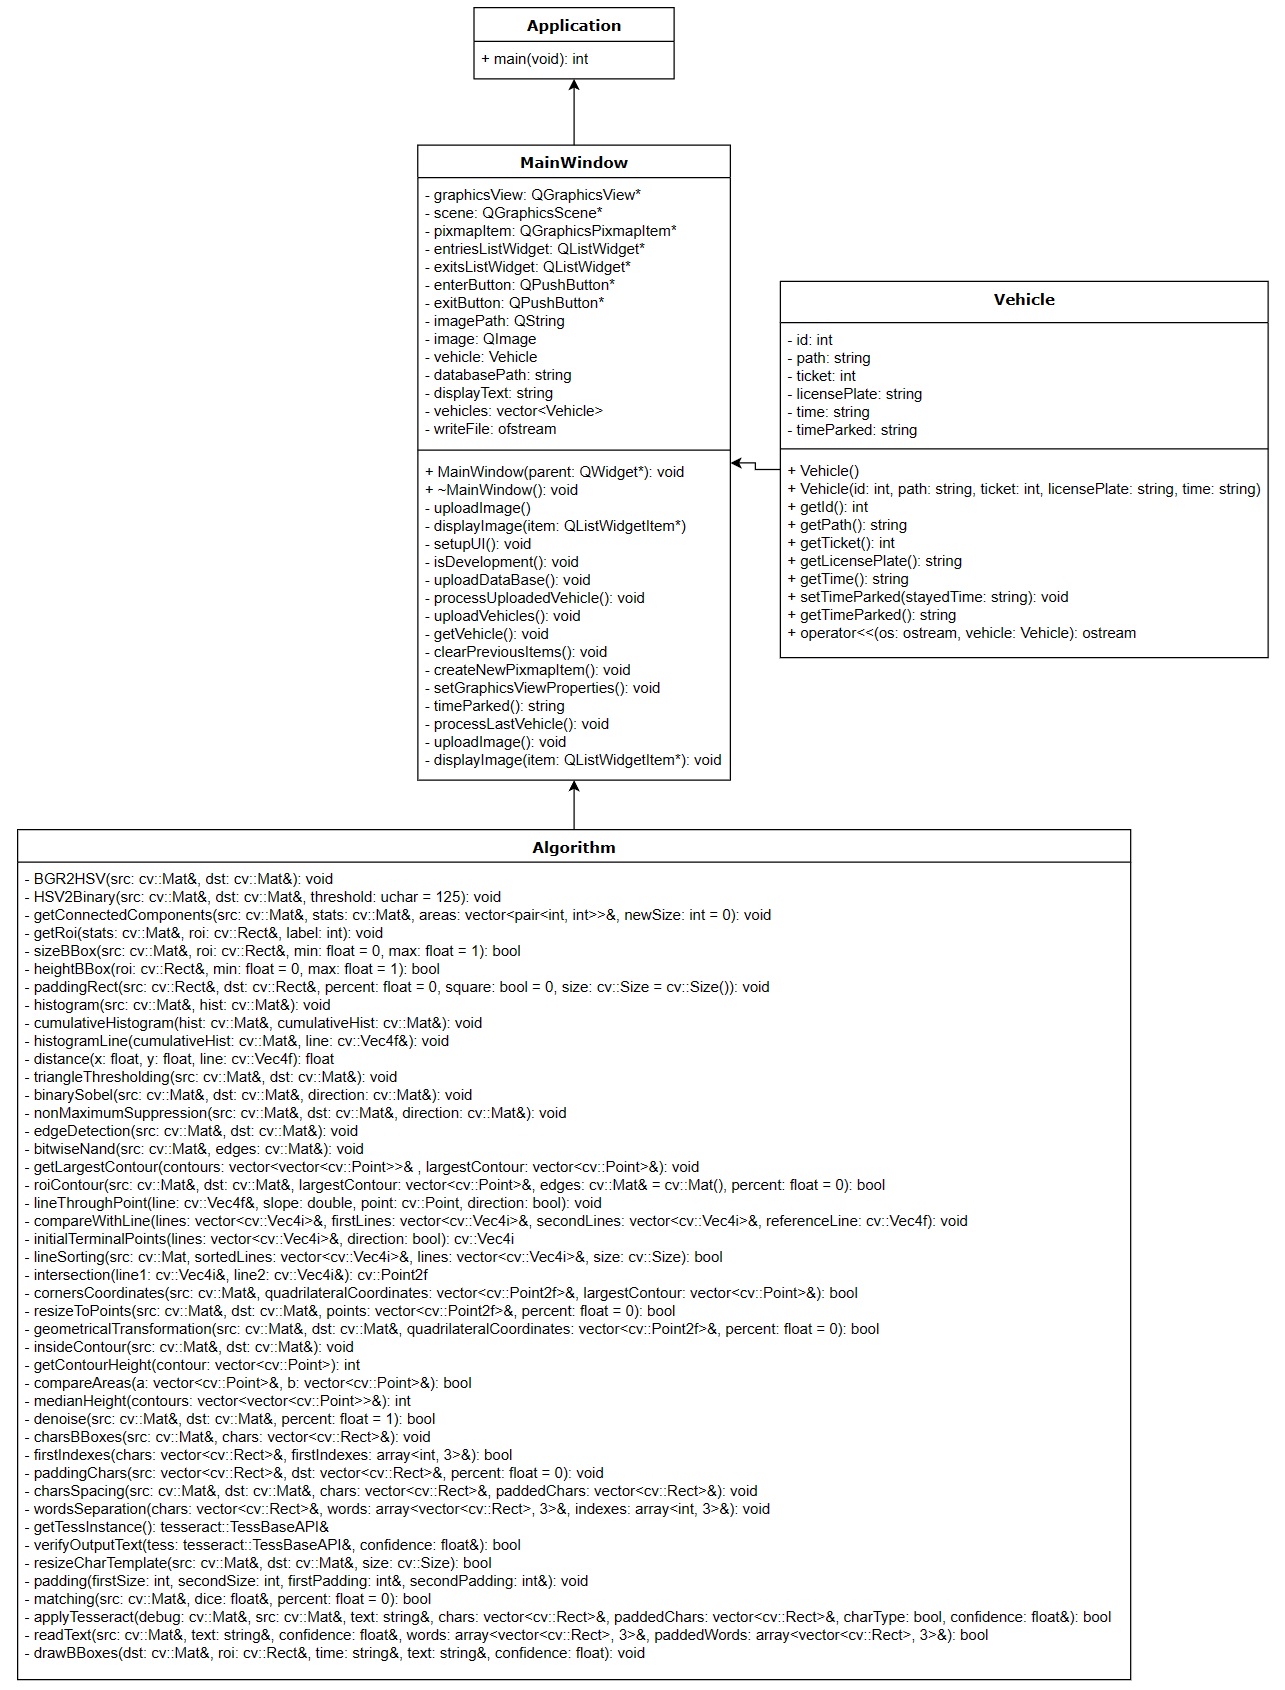 Application
+ main(void): int
MainWindow
- graphicsView: QGraphicsView*
- scene: QGraphicsScene*
- pixmapItem: QGraphicsPixmapItem*
- entriesListWidget: QListWidget*
- exitsListWidget: QListWidget*
- enterButton: QPushButton*
- exitButton: QPushButton*
- imagePath: QString
- image: QImage
- vehicle: Vehicle
- databasePath: string
- displayText: string
- vehicles: vector<Vehicle>
- writeFile: ofstream
+ MainWindow(parent: QWidget*): void
+ ~MainWindow(): void
- uploadImage()
- displayImage(item: QListWidgetItem*)
- setupUI(): void
- isDevelopment(): void
- uploadDataBase(): void
- processUploadedVehicle(): void
- uploadVehicles(): void
- getVehicle(): void
- clearPreviousItems(): void
- createNewPixmapItem(): void
- setGraphicsViewProperties(): void
- timeParked(): string
- processLastVehicle(): void
- uploadImage(): void
- displayImage(item: QListWidgetItem*): void
Vehicle
- id: int
- path: string
- ticket: int
- licensePlate: string
- time: string
- timeParked: string
+ Vehicle()
+ Vehicle(id: int, path: string, ticket: int, licensePlate: string, time: string)
+ getId(): int
+ getPath(): string
+ getTicket(): int
+ getLicensePlate(): string
+ getTime(): string
+ setTimeParked(stayedTime: string): void
+ getTimeParked(): string
+ operator<<(os: ostream, vehicle: Vehicle): ostream
Algorithm
- BGR2HSV(src: cv::Mat&, dst: cv::Mat&): void
- HSV2Binary(src: cv::Mat&, dst: cv::Mat&, threshold: uchar = 125): void
- getConnectedComponents(src: cv::Mat&, stats: cv::Mat&, areas: vector<pair<int, int>>&, newSize: int = 0): void
- getRoi(stats: cv::Mat&, roi: cv::Rect&, label: int): void
- sizeBBox(src: cv::Mat&, roi: cv::Rect&, min: float = 0, max: float = 1): bool
- heightBBox(roi: cv::Rect&, min: float = 0, max: float = 1): bool
- paddingRect(src: cv::Rect&, dst: cv::Rect&, percent: float = 0, square: bool = 0, size: cv::Size = cv::Size()): void
- histogram(src: cv::Mat&, hist: cv::Mat&): void
- cumulativeHistogram(hist: cv::Mat&, cumulativeHist: cv::Mat&): void
- histogramLine(cumulativeHist: cv::Mat&, line: cv::Vec4f&): void
- distance(x: float, y: float, line: cv::Vec4f): float
- triangleThresholding(src: cv::Mat&, dst: cv::Mat&): void
- binarySobel(src: cv::Mat&, dst: cv::Mat&, direction: cv::Mat&): void
- nonMaximumSuppression(src: cv::Mat&, dst: cv::Mat&, direction: cv::Mat&): void
- edgeDetection(src: cv::Mat&, dst: cv::Mat&): void
- bitwiseNand(src: cv::Mat&, edges: cv::Mat&): void
- getLargestContour(contours: vector<vector<cv::Point>>& , largestContour: vector<cv::Point>&): void
- roiContour(src: cv::Mat&, dst: cv::Mat&, largestContour: vector<cv::Point>&, edges: cv::Mat& = cv::Mat(), percent: float = 0): bool
- lineThroughPoint(line: cv::Vec4f&, slope: double, point: cv::Point, direction: bool): void
- compareWithLine(lines: vector<cv::Vec4i>&, firstLines: vector<cv::Vec4i>&, secondLines: vector<cv::Vec4i>&, referenceLine: cv::Vec4f): void
- initialTerminalPoints(lines: vector<cv::Vec4i>&, direction: bool): cv::Vec4i
- lineSorting(src: cv::Mat, sortedLines: vector<cv::Vec4i>&, lines: vector<cv::Vec4i>&, size: cv::Size): bool
- intersection(line1: cv::Vec4i&, line2: cv::Vec4i&): cv::Point2f
- cornersCoordinates(src: cv::Mat&, quadrilateralCoordinates: vector<cv::Point2f>&, largestContour: vector<cv::Point>&): bool
- resizeToPoints(src: cv::Mat&, dst: cv::Mat&, points: vector<cv::Point2f>&, percent: float = 0): bool
- geometricalTransformation(src: cv::Mat&, dst: cv::Mat&, quadrilateralCoordinates: vector<cv::Point2f>&, percent: float = 0): bool
- insideContour(src: cv::Mat&, dst: cv::Mat&): void
- getContourHeight(contour: vector<cv::Point>): int
- compareAreas(a: vector<cv::Point>&, b: vector<cv::Point>&): bool
- medianHeight(contours: vector<vector<cv::Point>>&): int
- denoise(src: cv::Mat&, dst: cv::Mat&, percent: float = 1): bool
- charsBBoxes(src: cv::Mat&, chars: vector<cv::Rect>&): void
- firstIndexes(chars: vector<cv::Rect>&, firstIndexes: array<int, 3>&): bool
- paddingChars(src: vector<cv::Rect>&, dst: vector<cv::Rect>&, percent: float = 0): void
- charsSpacing(src: cv::Mat&, dst: cv::Mat&, chars: vector<cv::Rect>&, paddedChars: vector<cv::Rect>&): void
- wordsSeparation(chars: vector<cv::Rect>&, words: array<vector<cv::Rect>, 3>&, indexes: array<int, 3>&): void
- getTessInstance(): tesseract::TessBaseAPI&
- verifyOutputText(tess: tesseract::TessBaseAPI&, confidence: float&): bool
- resizeCharTemplate(src: cv::Mat&, dst: cv::Mat&, size: cv::Size): bool
- padding(firstSize: int, secondSize: int, firstPadding: int&, secondPadding: int&): void
- matching(src: cv::Mat&, dice: float&, percent: float = 0): bool
- applyTesseract(debug: cv::Mat&, src: cv::Mat&, text: string&, chars: vector<cv::Rect>&, paddedChars: vector<cv::Rect>&, charType: bool, confidence: float&): bool
- readText(src: cv::Mat&, text: string&, confidence: float&, words: array<vector<cv::Rect>, 3>&, paddedWords: array<vector<cv::Rect>, 3>&): bool
- drawBBoxes(dst: cv::Mat&, roi: cv::Rect&, time: string&, text: string&, confidence: float): void